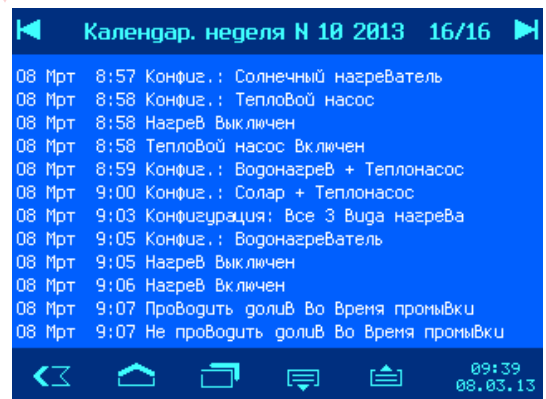 Календар. неделя N 10 2013 16/16
08 Мрт 8:57 Конфиг.: Солнечный нагреватель
08 Мрт 8:58 Конфиг.: Тепловой насос
08 Мрт 8:58 Нагрев Выключен
08 Мрт 8:58 Тепловой насос Включен
08 Мрт 8:59 Конфиг.: Водонагрев + Теплонасос
08 Мрт 9:00 Конфиг.: Солар + Теплонасос
08 Мрт 9:03 Конфигурация: Все 3 Вида нагрева
08 Мрт 9:05 Конфиг.: Водонагреватель
08 Мрт 9:05 Нагрев Выключен
08 Мрт 9:06 Нагрев Включен
08 Мрт 9:07 Проводить долив Во Время промывки
08 Мрт 9:07 Не проводить долив Во Время промывки
09:39
08.03.13